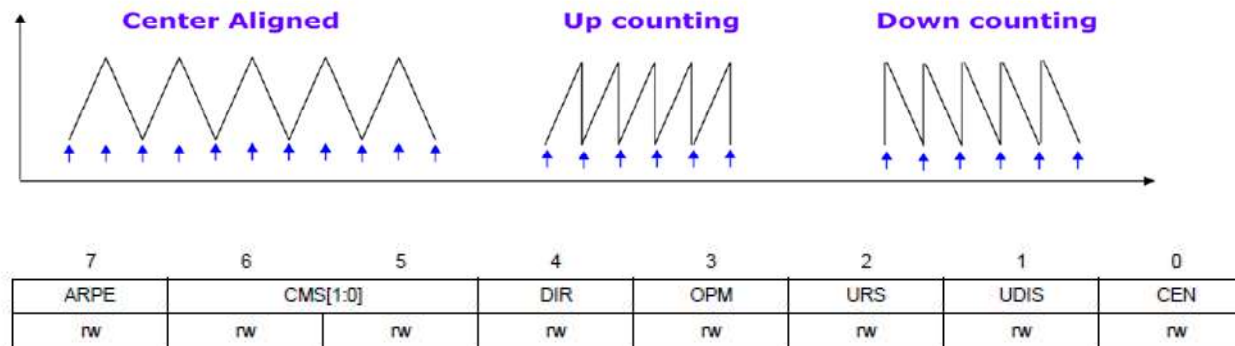 Center Aligned Up counting Down counting
7 6 5 4 3 2 1 0
ARPE CMS[1:0] DIR OPM URS UDIS CEN
rw rw rw rw rw rw rw rw